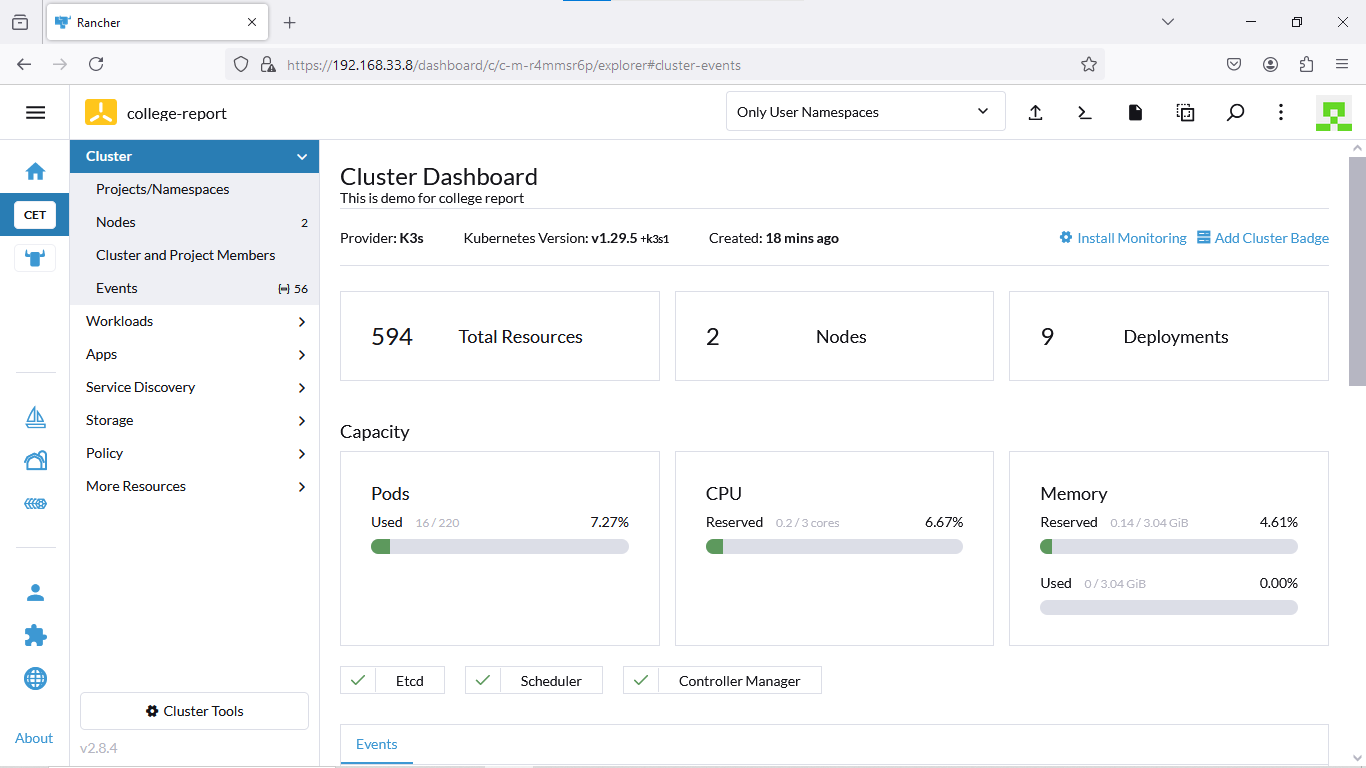 Rancher
https://192.168.33.8/dashboard/c/c-m-r4mmsr6p/explorer#cluster-events
college-report
Only User Namespaces
Cluster
Projects/Namespaces
Nodes 2
Cluster and Project Members
Events 56
Workloads
Apps
Service Discovery
Storage
Policy
More Resources
Cluster Tools
v2.8.4
CET
About
Cluster Dashboard
This is demo for college report
Provider: K3s Kubernetes Version: v1.29.5 +k3s1 Created: 18 mins ago Install Monitoring Add Cluster Badge
594 Total Resources 2 Nodes 9 Deployments
Capacity
Pods
Used 16 / 220 7.27%
CPU
Reserved 0.2 / 3 cores 6.67%
Memory
Reserved 0.14 / 3.04 GiB 4.61%
Used 0 / 3.04 GiB 0.00%
Etcd Scheduler Controller Manager
Events